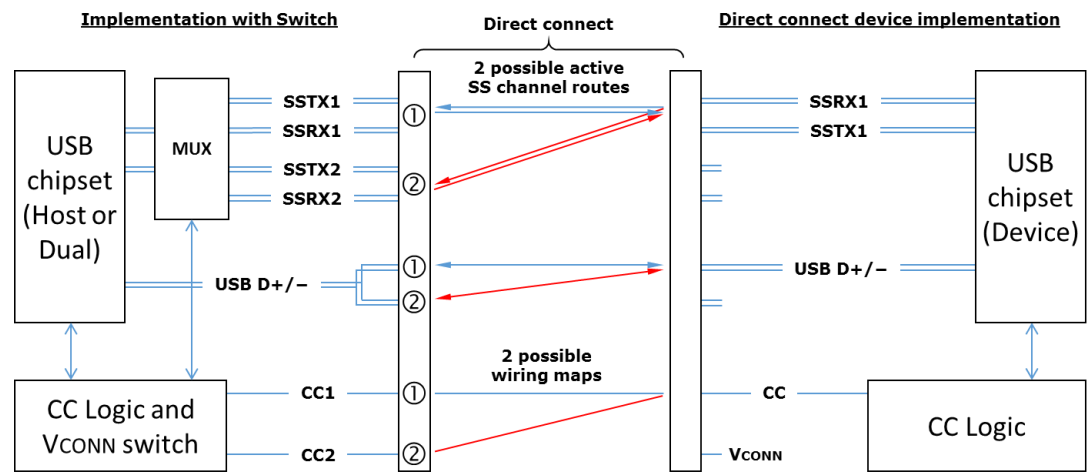 Implementation with Switch
Direct connect device implementation
Direct connect
2 possible active
SS channel routes
USB
chipset
(Host or
Dual)
MUX
SSTX1
SSRX1
SSTX2
SSRX2
USB D+/−
①
②
①
②
SSRX1
SSTX1
USB D+/−
USB
chipset
(Device)
2 possible
wiring maps
CC Logic and
VCONN switch
CC1
CC2
①
②
CC
VCONN
CC Logic